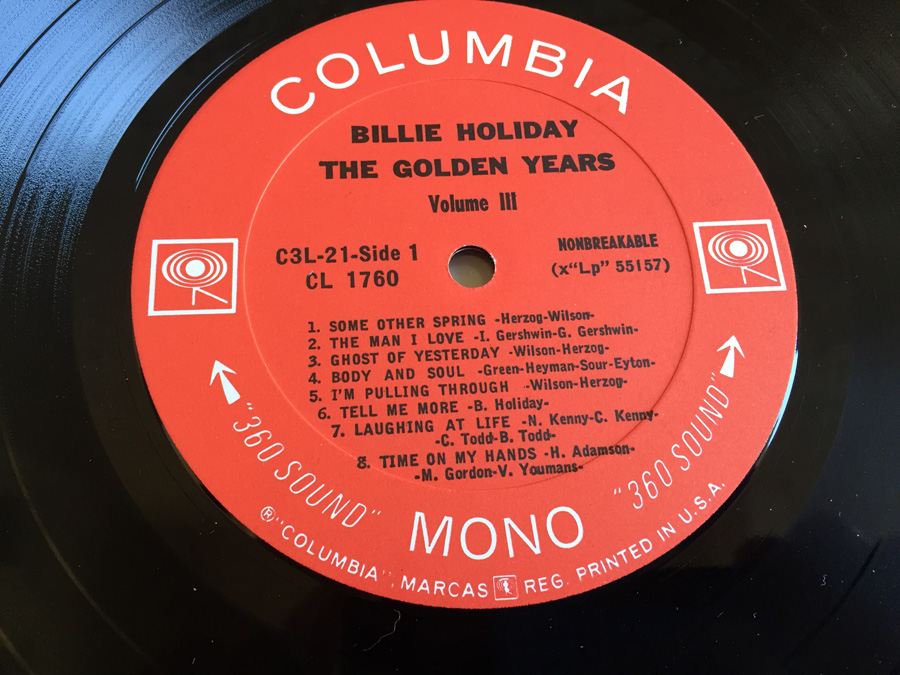 COLUMBIA
BILLIE HOLIDAY
THE GOLDEN YEARS
Volume III
C3L-21-Side 1
CL 1760
NONBREAKABLE
(x“Lp” 55157)
1. SOME OTHER SPRING -Herzog-Wilson-
2. THE MAN I LOVE -I. Gershwin-G. Gershwin-
3. GHOST OF YESTERDAY -Wilson-Herzog-
4. BODY AND SOUL -Green-Heyman-Sour-Eyton-
5. I'M PULLING THROUGH -Wilson-Herzog-
6. TELL ME MORE -B. Holiday-
7. LAUGHING AT LIFE -N. Kenny-C. Kenny-
-C. Todd-B. Todd-
8. TIME ON MY HANDS -H. Adamson-
-M. Gordon-V. Youmans-
"360 SOUND"
MONO
"360 SOUND"
® "COLUMBIA", MARCAS REG. PRINTED IN U.S.A.